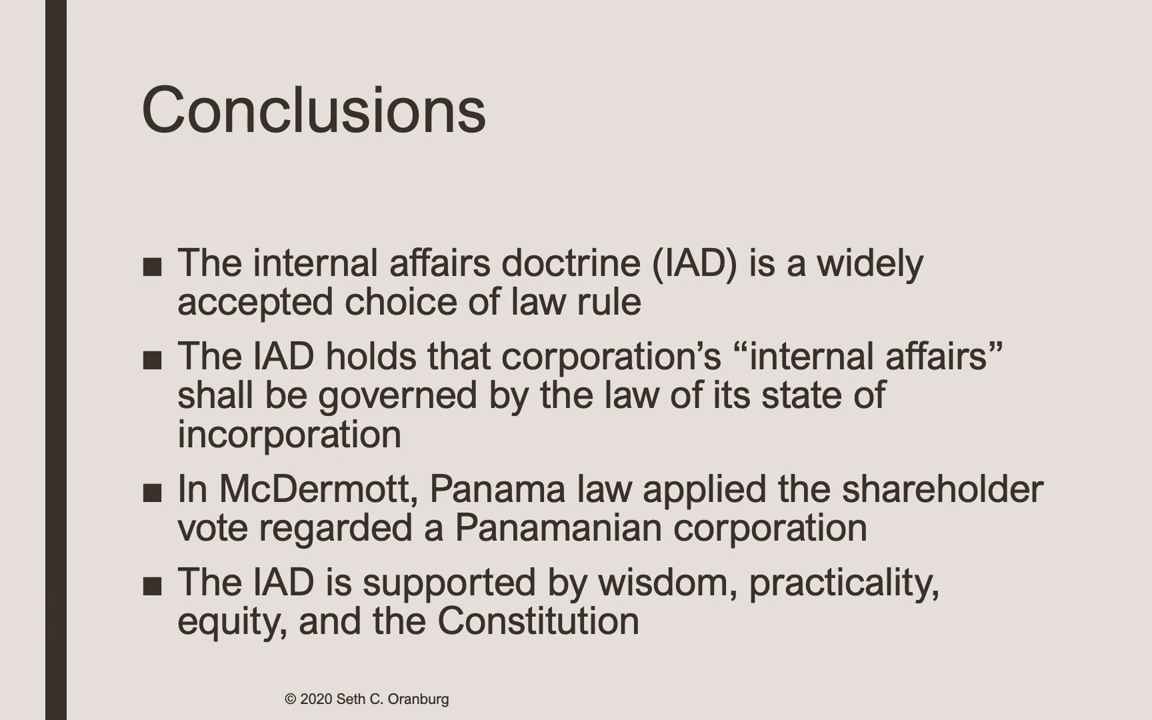 Conclusions
■ The internal affairs doctrine (IAD) is a widely
accepted choice of law rule
■ The IAD holds that corporation’s “internal affairs”
shall be governed by the law of its state of
incorporation
■ In McDermott, Panama law applied the shareholder
vote regarded a Panamanian corporation
■ The IAD is supported by wisdom, practicality,
equity, and the Constitution
© 2020 Seth C. Oranburg